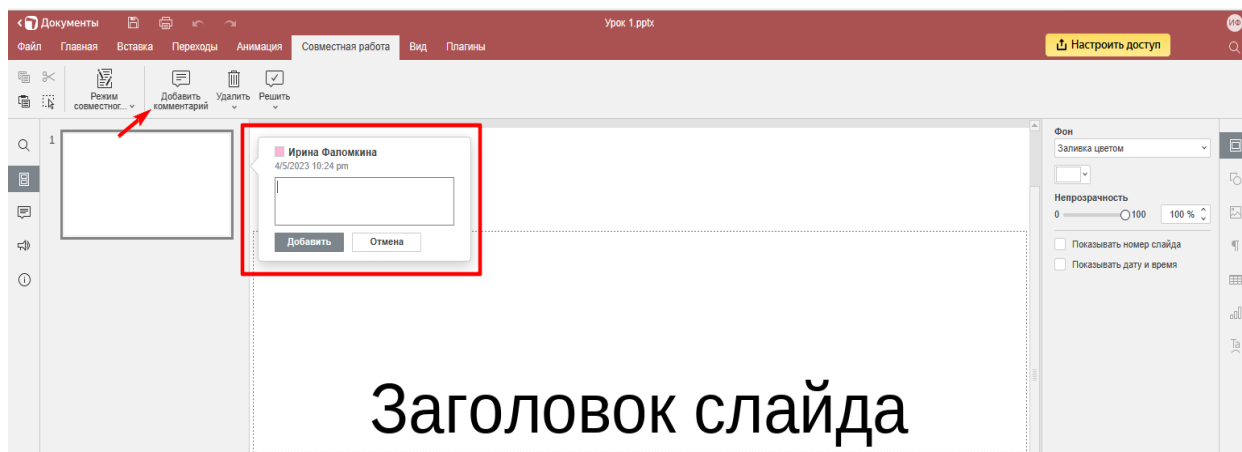 Документы
Урок 1.pptx
ИФ
Файл Главная Вставка Переходы Анимация Совместная работа Вид Плагины
Настроить доступ
Режим совместног...
Добавить комментарий
Удалить
Решить
1
Ирина Фаломкина
4/5/2023 10:24 pm
Добавить Отмена
Заголовок слайда
Фон
Заливка цветом
Непрозрачность
0 100 100 %
Показывать номер слайда
Показывать дату и время